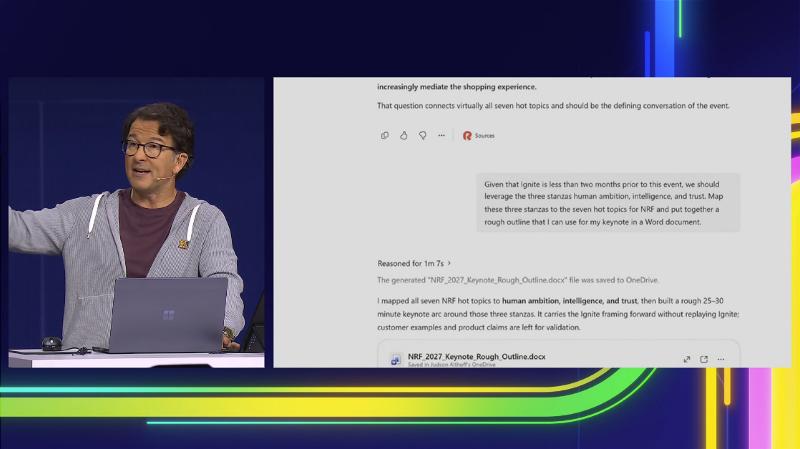 increasingly mediate the shopping experience.
That question connects virtually all seven hot topics and should be the defining conversation of the event.
Sources
Given that Ignite is less than two months prior to this event, we should
leverage the three stanzas human ambition, intelligence, and trust. Map
these three stanzas to the seven hot topics for NRF and put together a
rough outline that I can use for my keynote in a Word document.
Reasoned for 1m 7s >
The generated "NRF_2027_Keynote_Rough_Outline.docx" file was saved to OneDrive.
I mapped all seven NRF hot topics to human ambition, intelligence, and trust, then built a rough 25–30
minute keynote arc around those three stanzas. It carries the Ignite framing forward without replaying Ignite;
customer examples and product claims are left for validation.
NRF_2027_Keynote_Rough_Outline.docx
Saved in Judson Althoff's OneDrive